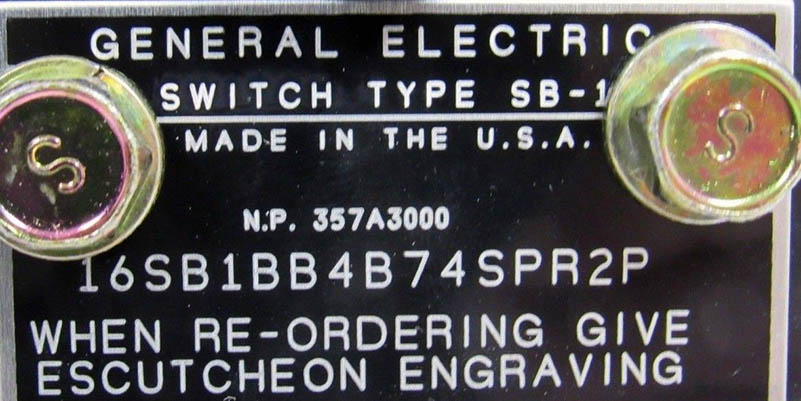 GENERAL ELECTRIC
SWITCH TYPE SB-1
MADE IN THE U.S.A.
S
S
N.P. 357A3000
16SB1BB4B74SPR2P
WHEN RE-ORDERING GIVE
ESCUTCHEON ENGRAVING